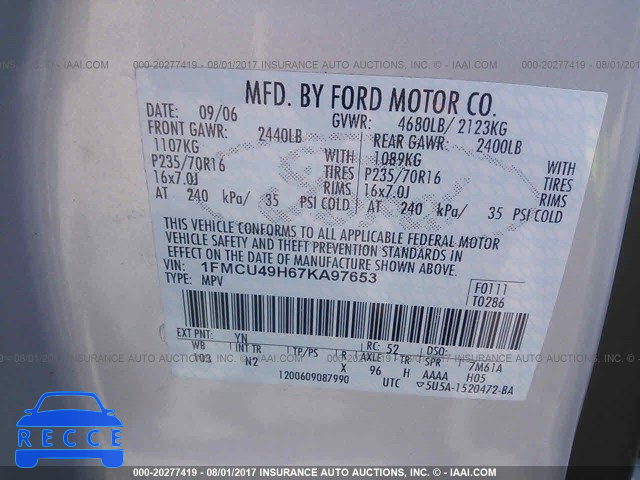 000-20277419 - 08/01/2017 - INSURANCE AUTO AUCTIONS, INC. - © - IAAI.COM
MFD. BY FORD MOTOR CO.
DATE: 09/06 GVWR: 4680LB/ 2123KG
FRONT GAWR: 2440LB REAR GAWR: 2400LB
1107KG WITH 1089KG WITH
P235/70R16 TIRES P235/70R16 TIRES
16x7.0J RIMS 16x7.0J RIMS
AT 240 kPa/ 35 PSI COLD AT 240 kPa/ 35 PSI COLD
THIS VEHICLE CONFORMS TO ALL APPLICABLE FEDERAL MOTOR
VEHICLE SAFETY AND THEFT PREVENTION STANDARDS IN
EFFECT ON THE DATE OF MANUFACTURE SHOWN ABOVE.
VIN: 1FMCU49H67KA97653
TYPE: MPV
F0111
T0286
EXT PNT: YN RC: 52 DSO:
WB INT TR TP/PS R AXLE TR SPR 7M61A
103 N2 X 96 H AAAA H05
1200609087990 UTC ▽5U5A-1520472-BA
RECCE
000-20277419 - 08/01/2017 - INSURANCE AUTO AUCTIONS, INC. - © - IAAI.COM